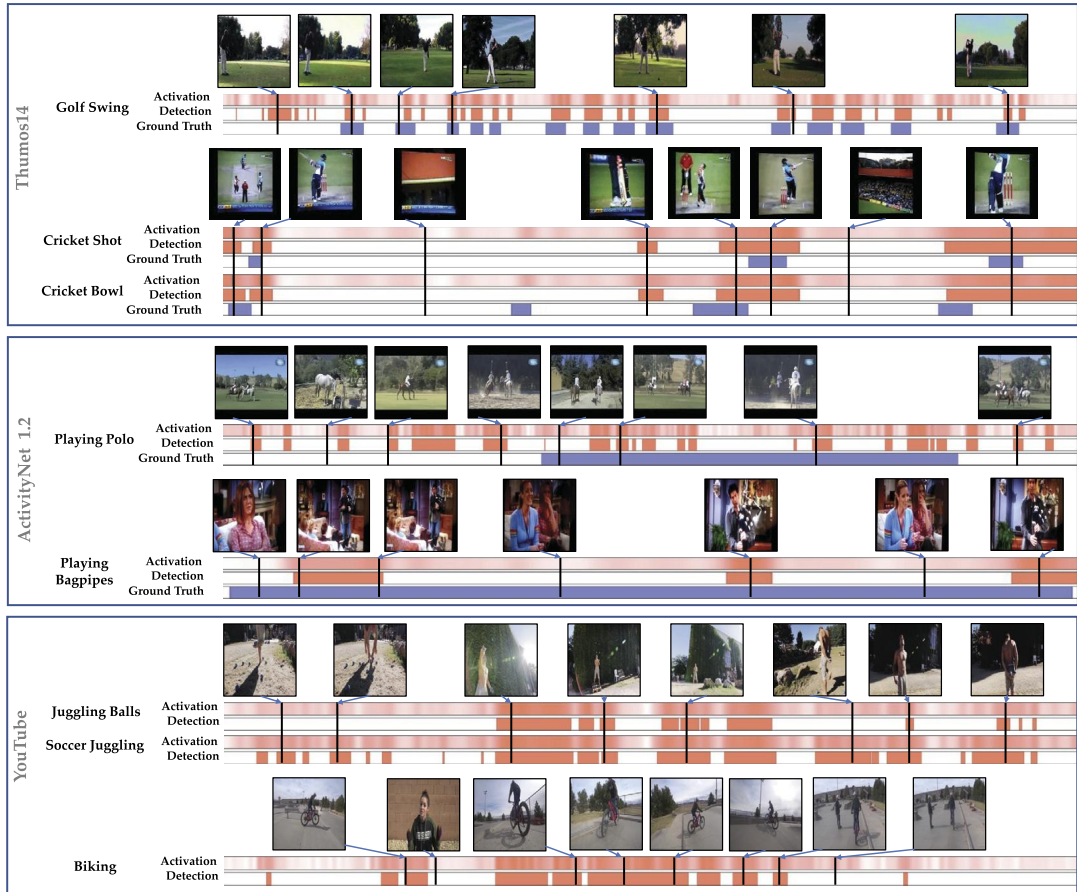 Thumos14
Golf Swing
Activation
Detection
Ground Truth
Cricket Shot
Activation
Detection
Ground Truth
Cricket Bowl
Activation
Detection
Ground Truth
ActivityNet 1.2
Playing Polo
Activation
Detection
Ground Truth
Playing
Bagpipes
Activation
Detection
Ground Truth
YouTube
Juggling Balls
Activation
Detection
Soccer Juggling
Activation
Detection
Biking
Activation
Detection